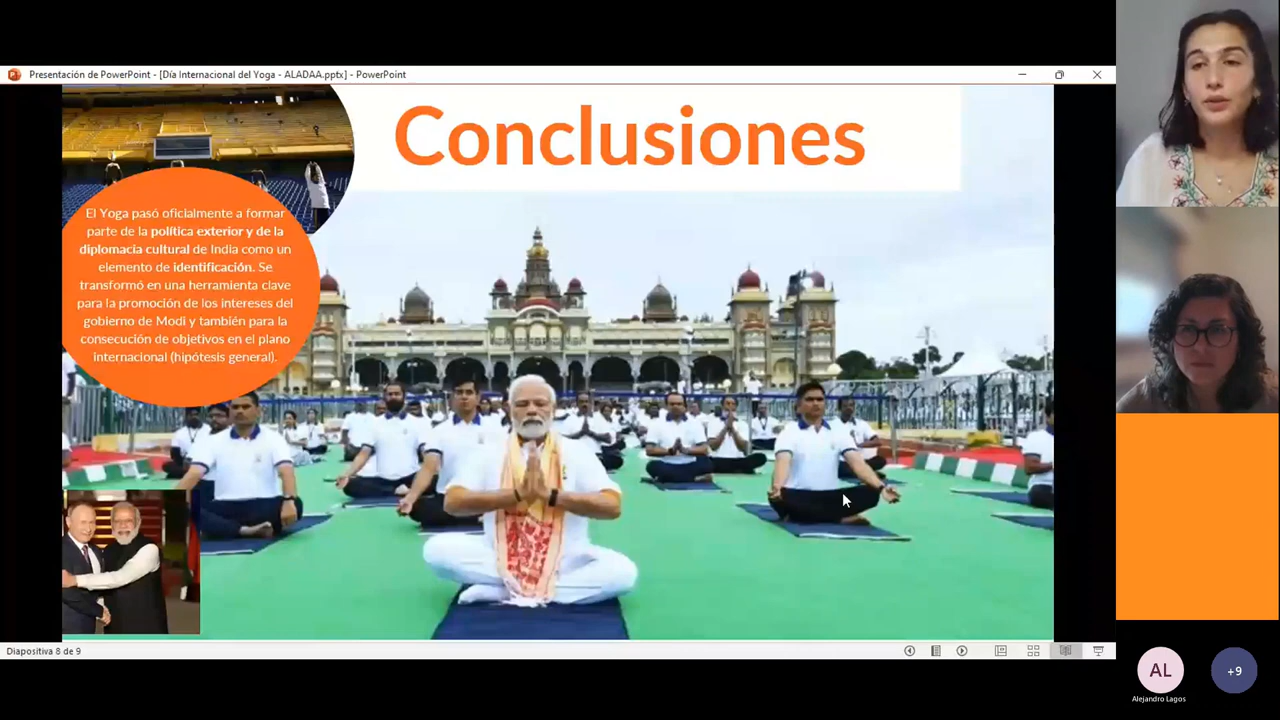 Presentación de PowerPoint - [Día Internacional del Yoga - ALADAA.pptx] - PowerPoint
Conclusiones
El Yoga pasó oficialmente a formar
parte de la política exterior y de la
diplomacia cultural de India como un
elemento de identificación. Se
transformó en una herramienta clave
para la promoción de los intereses del
gobierno de Modi y también para la
consecución de objetivos en el plano
internacional (hipótesis general).
Diapositiva 8 de 9
AL
Alejandro Lagos
+9